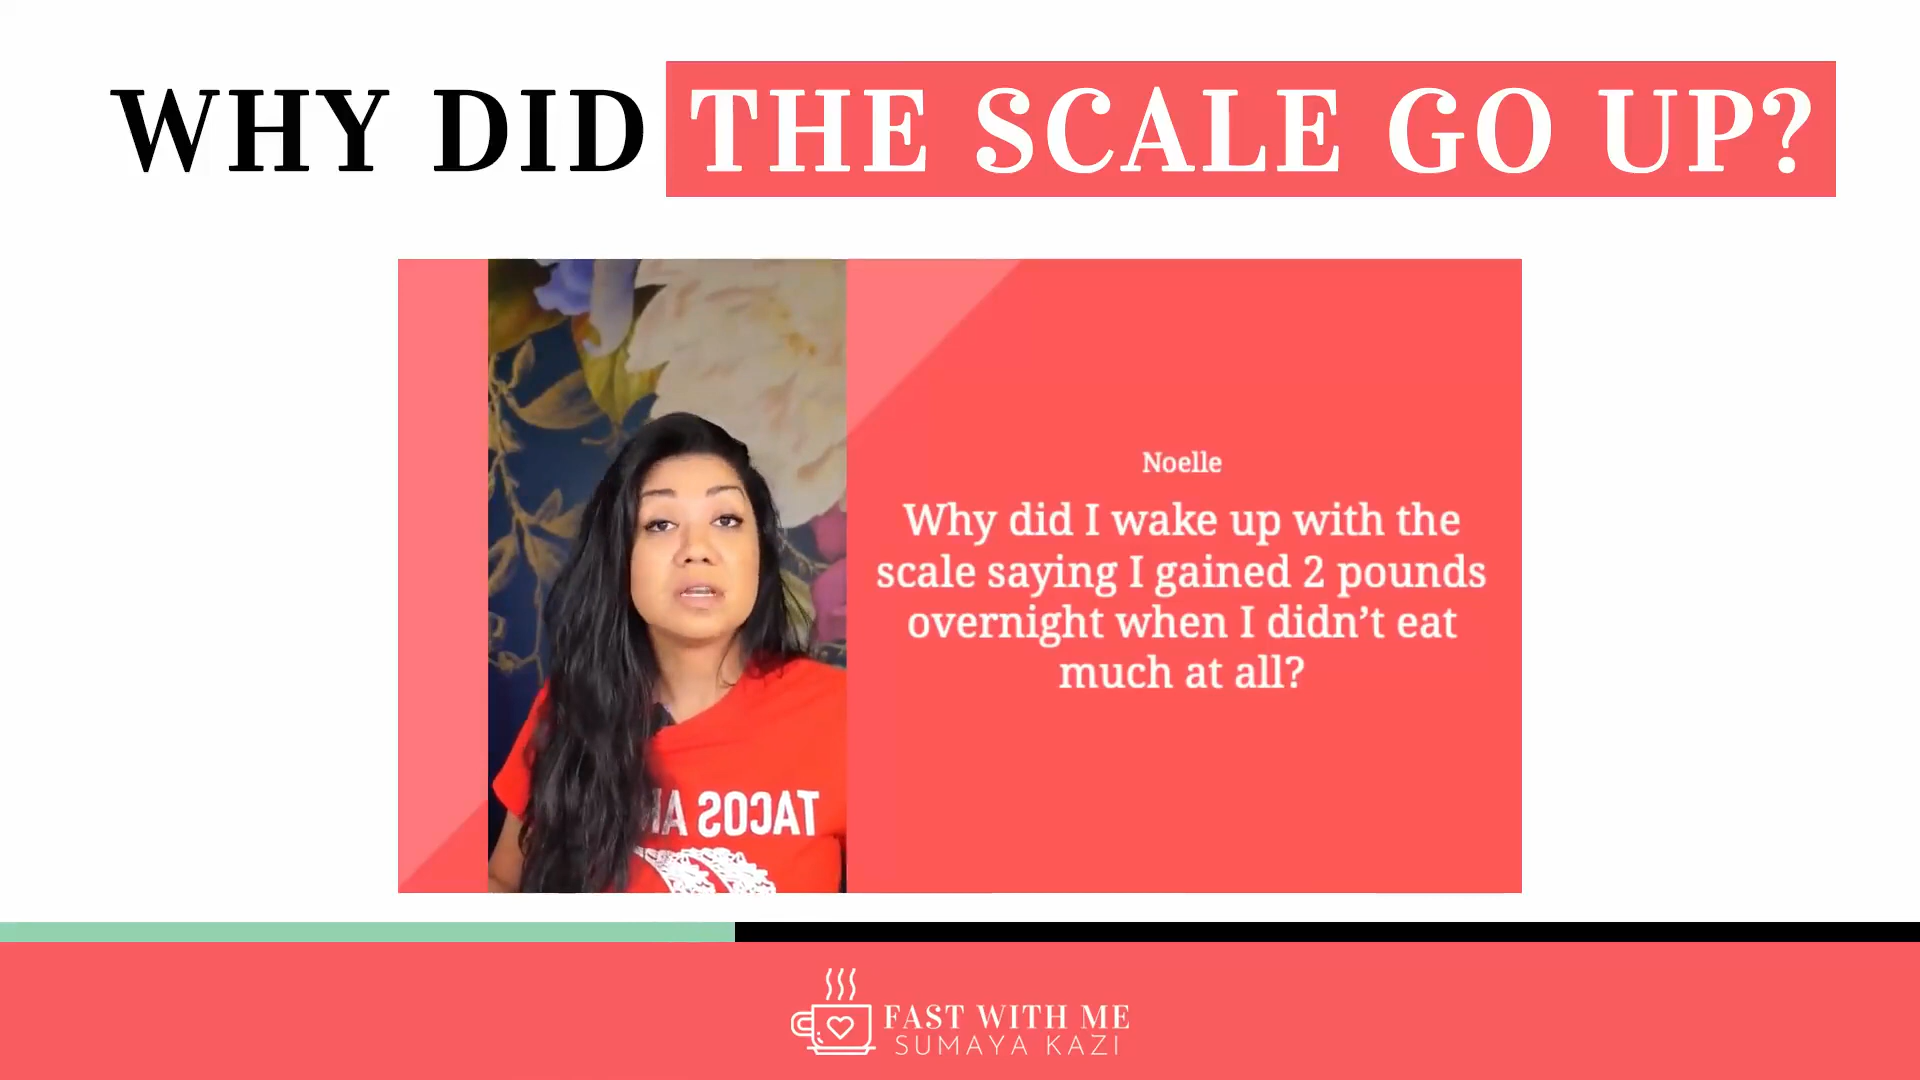 WHY DID THE SCALE GO UP?
Noelle
Why did I wake up with the
scale saying I gained 2 pounds
overnight when I didn’t eat
much at all?
TACOS
FAST WITH ME
SUMAYA KAZI